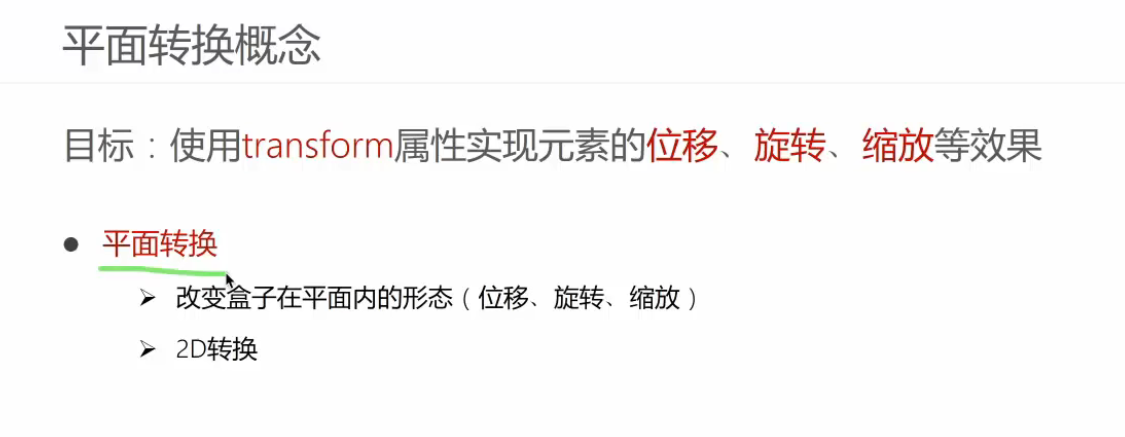 平面转换概念
目标：使用transform属性实现元素的位移、旋转、缩放等效果
平面转换
改变盒子在平面内的形态（位移、旋转、缩放）
2D转换